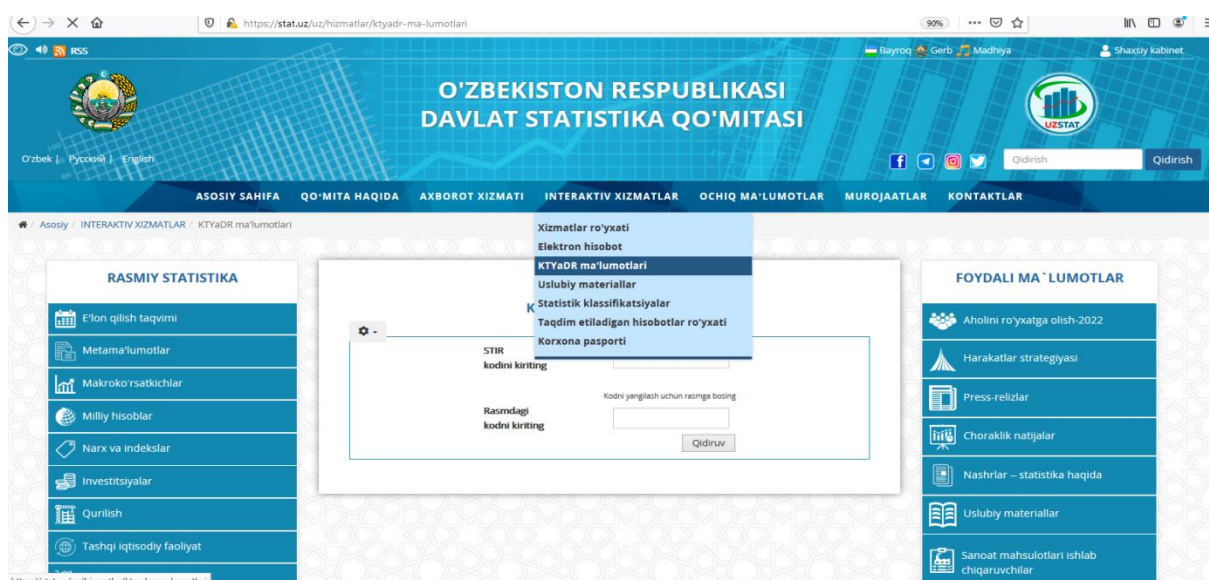 https://stat.uz/uz/hizmatlar/ktyadr-ma-lumotlari
90%
RSS
Bayroq Gerb Madhiya
Shaxsiy kabinet
O'ZBEKISTON RESPUBLIKASI
DAVLAT STATISTIKA QO'MITASI
UZSTAT
O'zbek | Русский | English
Qidirish
Qidirish
ASOSIY SAHIFA QO'MITA HAQIDA AXBOROT XIZMATI INTERAKTIV XIZMATLAR OCHIQ MA'LUMOTLAR MUROJAATLAR KONTAKTLAR
/ Asosiy / INTERAKTIV XIZMATLAR / KTYaDR ma'lumotlari
Xizmatlar ro'yxati
Elektron hisobot
KTYaDR ma'lumotlari
Uslubiy materiallar
Statistik klassifikatsiyalar
Taqdim etiladigan hisobotlar ro'yxati
Korxona pasporti
RASMIY STATISTIKA
E'lon qilish taqvimi
Metama'lumotlar
Makroko'rsatkichlar
Milliy hisoblar
Narx va indekslar
Investitsiyalar
Qurilish
Tashqi iqtisodiy faoliyat
K
STIR
kodini kiriting
Kodni yangilash uchun rasmga bosing
Rasmdagi
kodni kiriting
Qidiruv
FOYDALI MA`LUMOTLAR
Aholini ro'yxatga olish-2022
Harakatlar strategiyasi
Press-relizlar
Choraklik natijalar
Nashrlar – statistika haqida
Uslubiy materiallar
Sanoat mahsulotlari ishlab
chiqaruvchilar